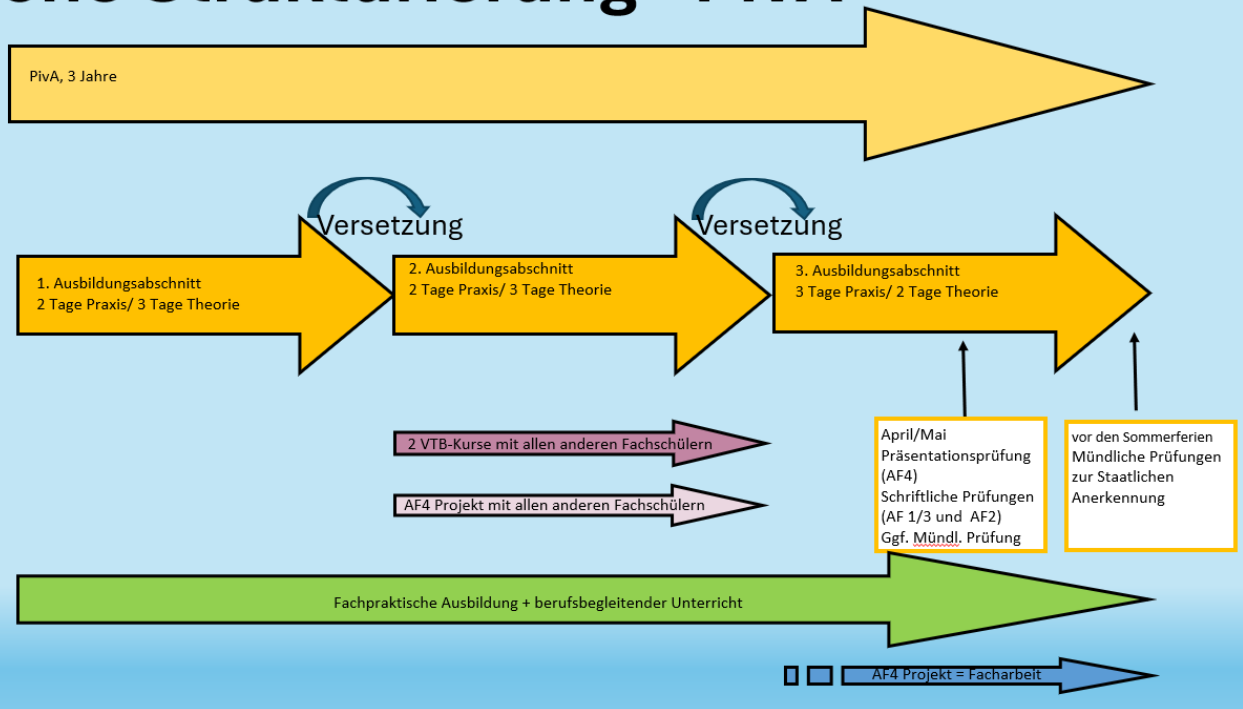 PivA, 3 Jahre
Versetzung
Versetzung
1. Ausbildungsabschnitt
2 Tage Praxis/ 3 Tage Theorie
2. Ausbildungsabschnitt
2 Tage Praxis/ 3 Tage Theorie
3. Ausbildungsabschnitt
3 Tage Praxis/ 2 Tage Theorie
2 VTB-Kurse mit allen anderen Fachschülern
AF4 Projekt mit allen anderen Fachschülern
April/Mai
Präsentationsprüfung
(AF4)
Schriftliche Prüfungen
(AF 1/3 und  AF2)
Ggf. Mündl. Prüfung
vor den Sommerferien
Mündliche Prüfungen
zur Staatlichen
Anerkennung
Fachpraktische Ausbildung + berufsbegleitender Unterricht
AF4 Projekt = Facharbeit